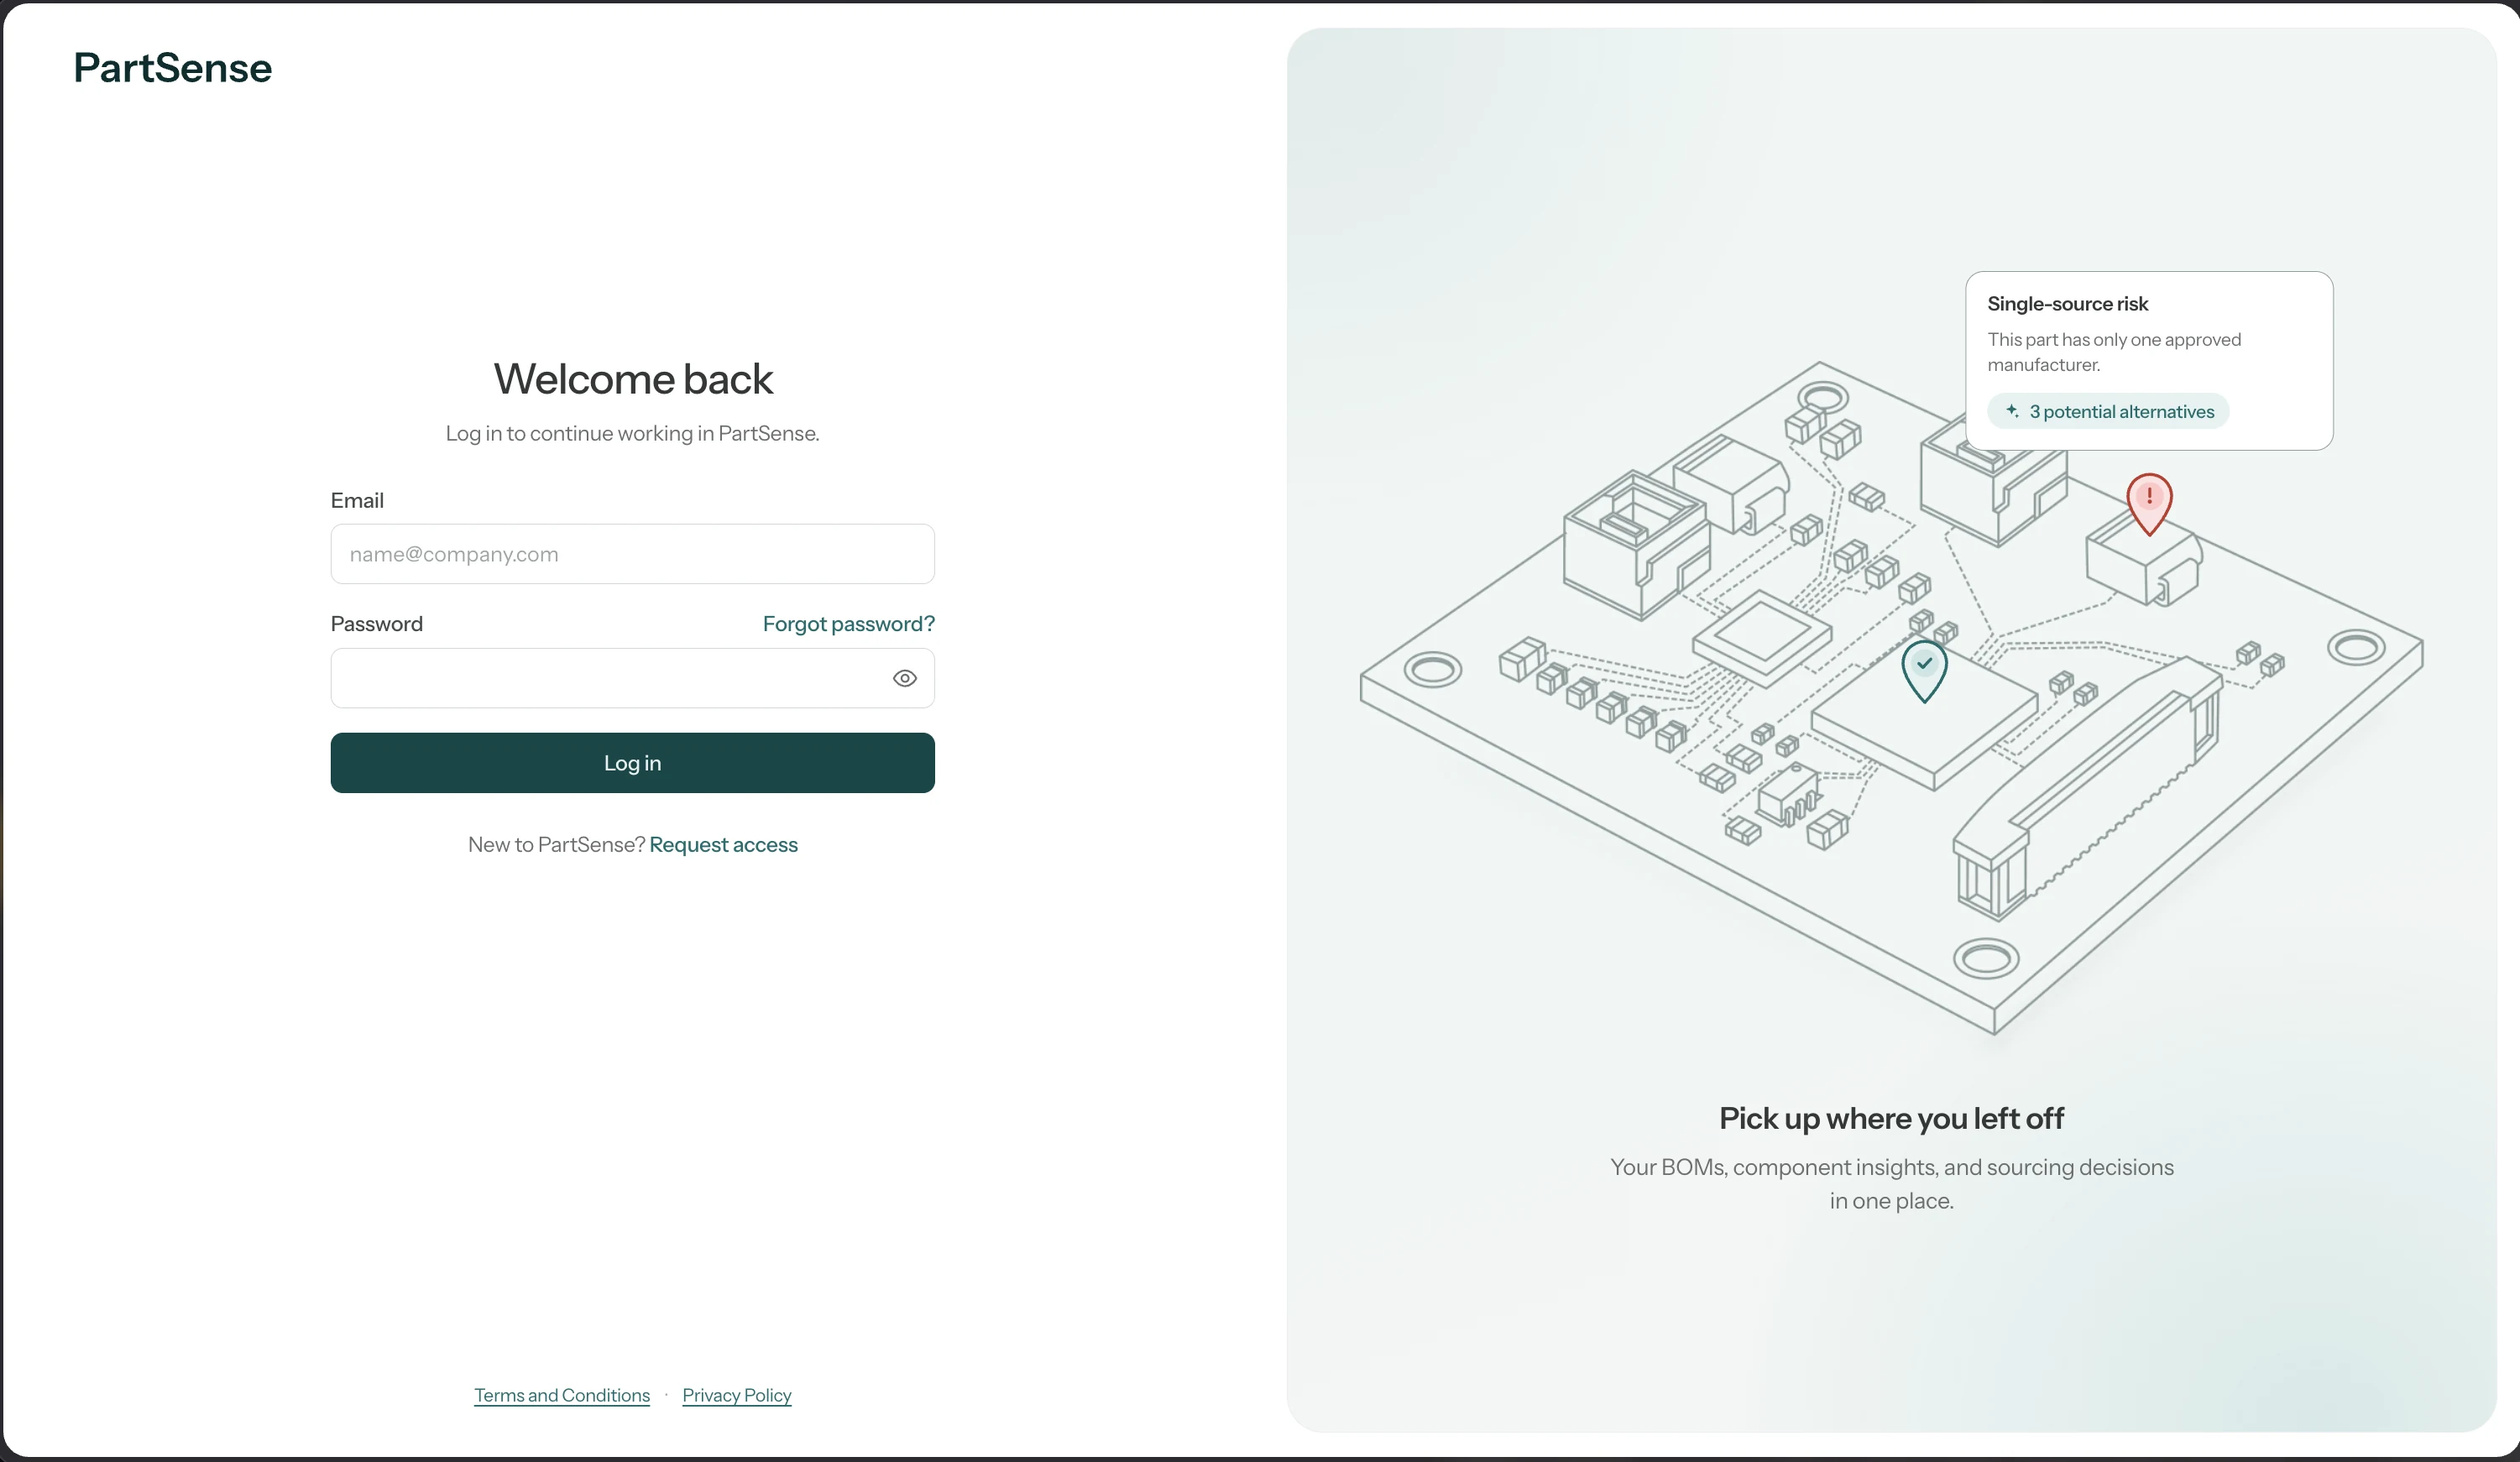 PartSense
Welcome back
Log in to continue working in PartSense.
Email
name@company.com
Password
Forgot password?
Log in
New to PartSense? Request access
Terms and Conditions · Privacy Policy
Single-source risk
This part has only one approved
manufacturer.
3 potential alternatives
Pick up where you left off
Your BOMs, component insights, and sourcing decisions
in one place.